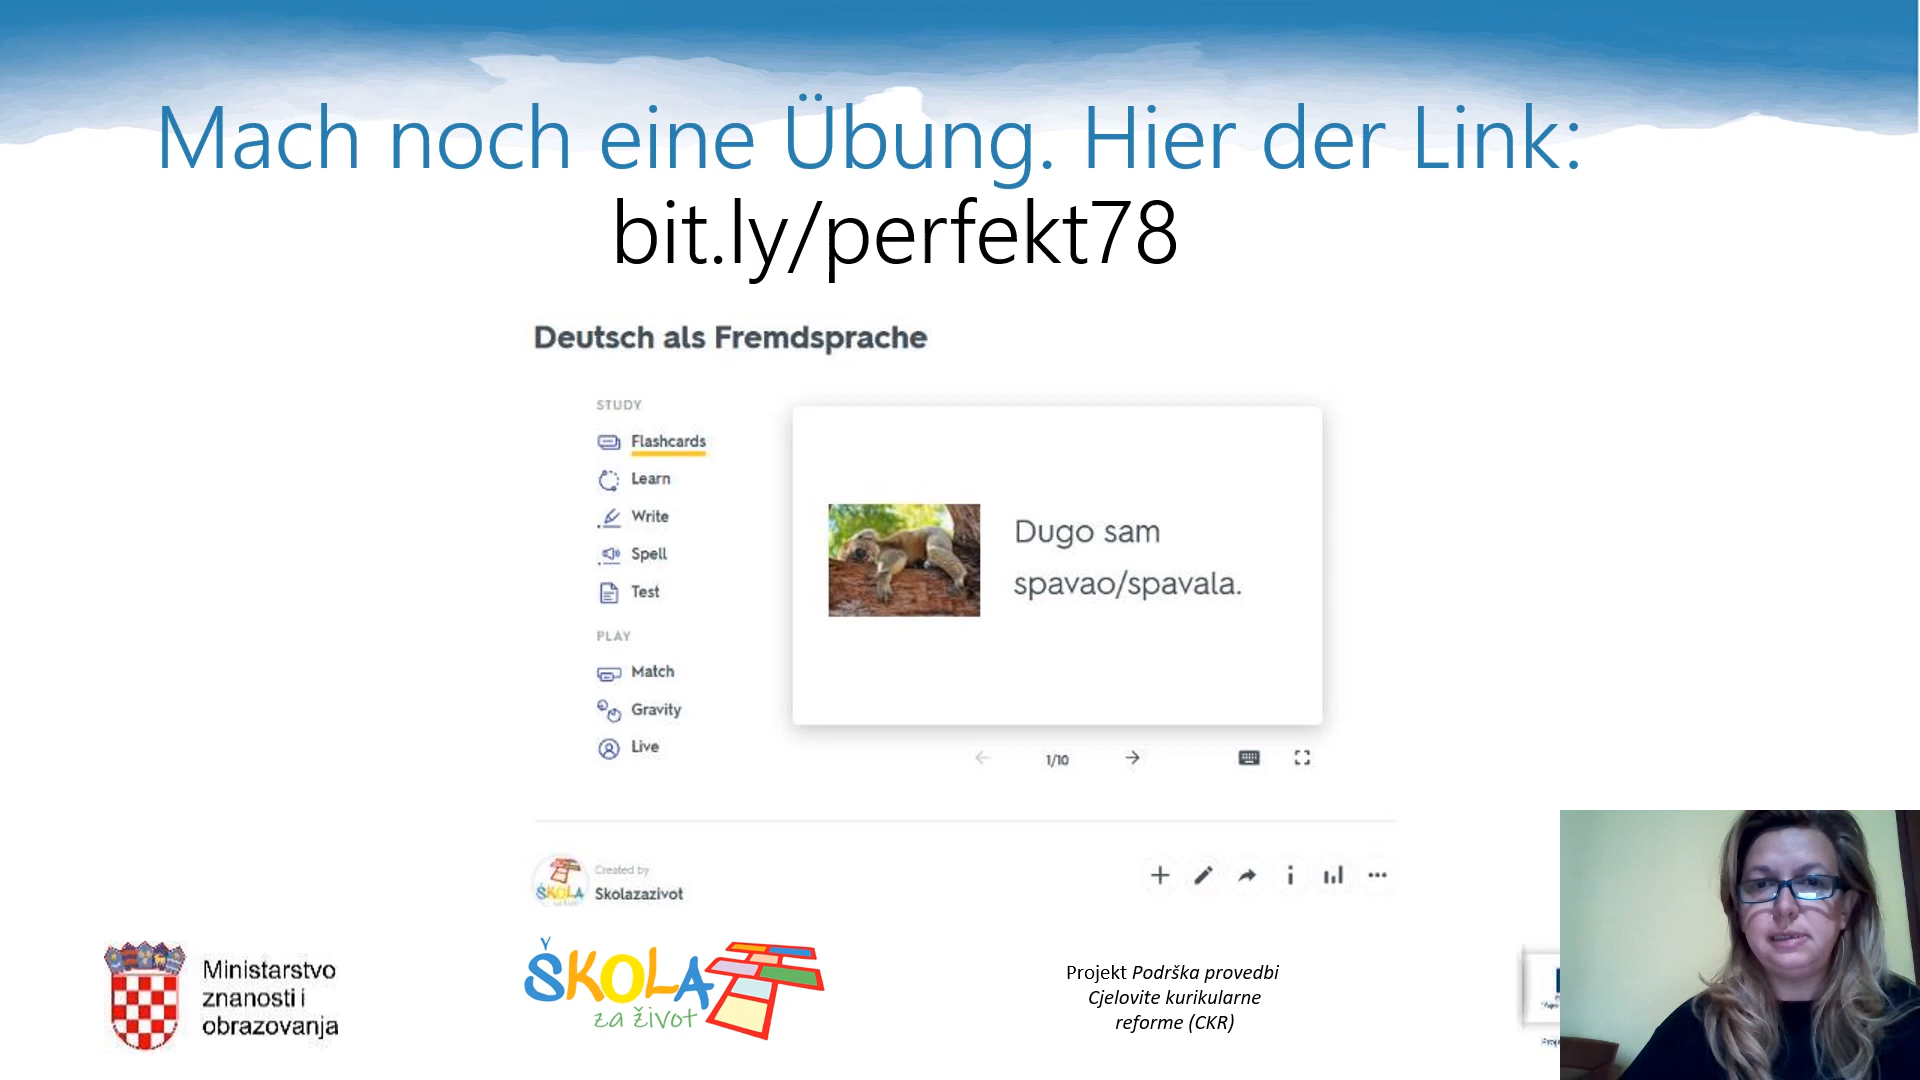 Mach noch eine Übung. Hier der Link:
bit.ly/perfekt78
Deutsch als Fremdsprache
STUDY
Flashcards
Learn
Write
Spell
Test
PLAY
Match
Gravity
Live
Dugo sam
spavao/spavala.
1/10
Created by
Skolazazivot
ŠKOLA
Ministarstvo
znanosti i
obrazovanja
ŠKOLA
za život
Projekt Podrška provedbi
Cjelovite kurikularne
reforme (CKR)